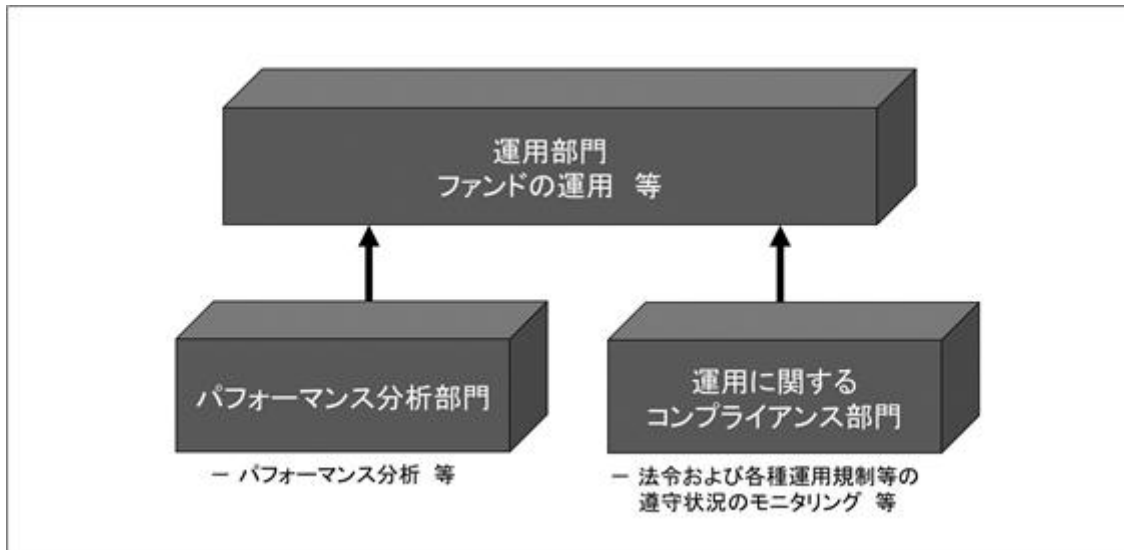 運用部門
ファンドの運用 等
パフォーマンス分析部門
－ パフォーマンス分析 等
運用に関する
コンプライアンス部門
－ 法令および各種運用規制等の
遵守状況のモニタリング 等